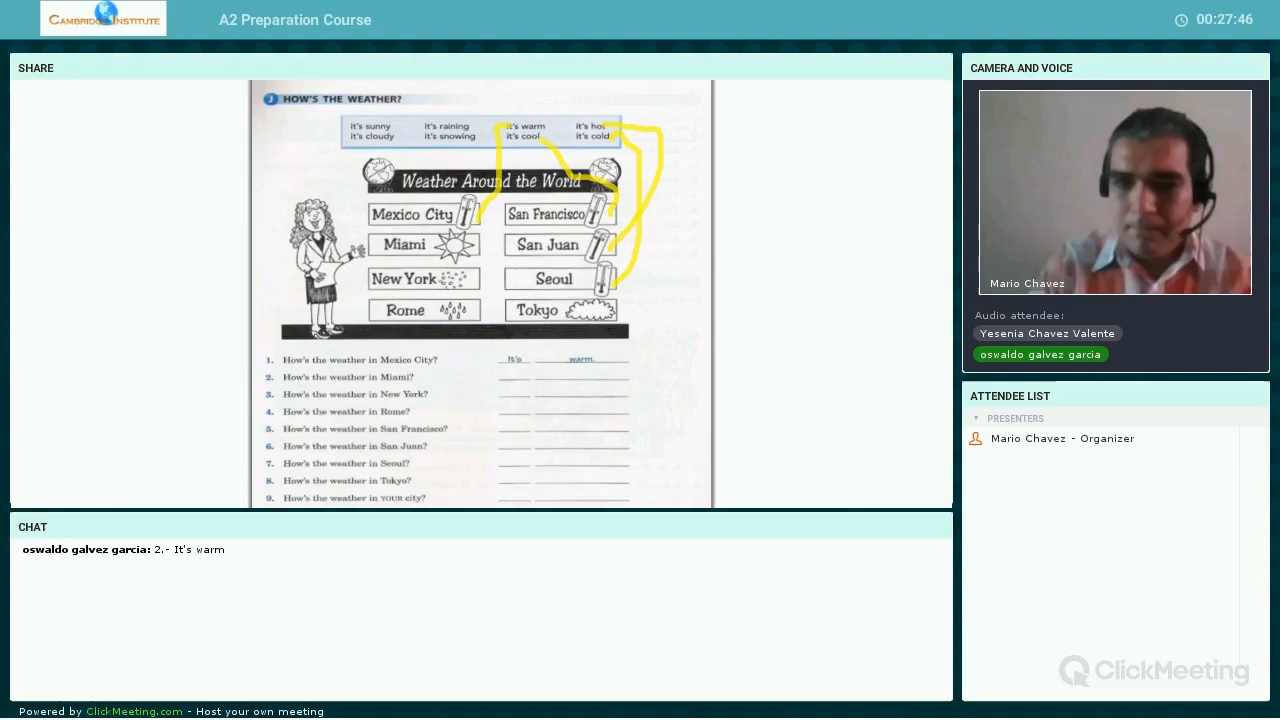 CAMBRIDGE INSTITUTE
A2 Preparation Course
00:27:46
SHARE
J HOW'S THE WEATHER?
it's sunny it's raining it's warm it's hot
it's cloudy it's snowing it's cool it's cold
Weather Around the World
Mexico City San Francisco
Miami San Juan
New York Seoul
Rome Tokyo
1. How's the weather in Mexico City? It's warm.
2. How's the weather in Miami?
3. How's the weather in New York?
4. How's the weather in Rome?
5. How's the weather in San Francisco?
6. How's the weather in San Juan?
7. How's the weather in Seoul?
8. How's the weather in Tokyo?
9. How's the weather in YOUR city?
CHAT
oswaldo galvez garcia: 2.- It's warm
CAMERA AND VOICE
Mario Chavez
Audio attendee:
Yesenia Chavez Valente
oswaldo galvez garcia
ATTENDEE LIST
PRESENTERS
Mario Chavez - Organizer
ClickMeeting
Powered by ClickMeeting.com - Host your own meeting